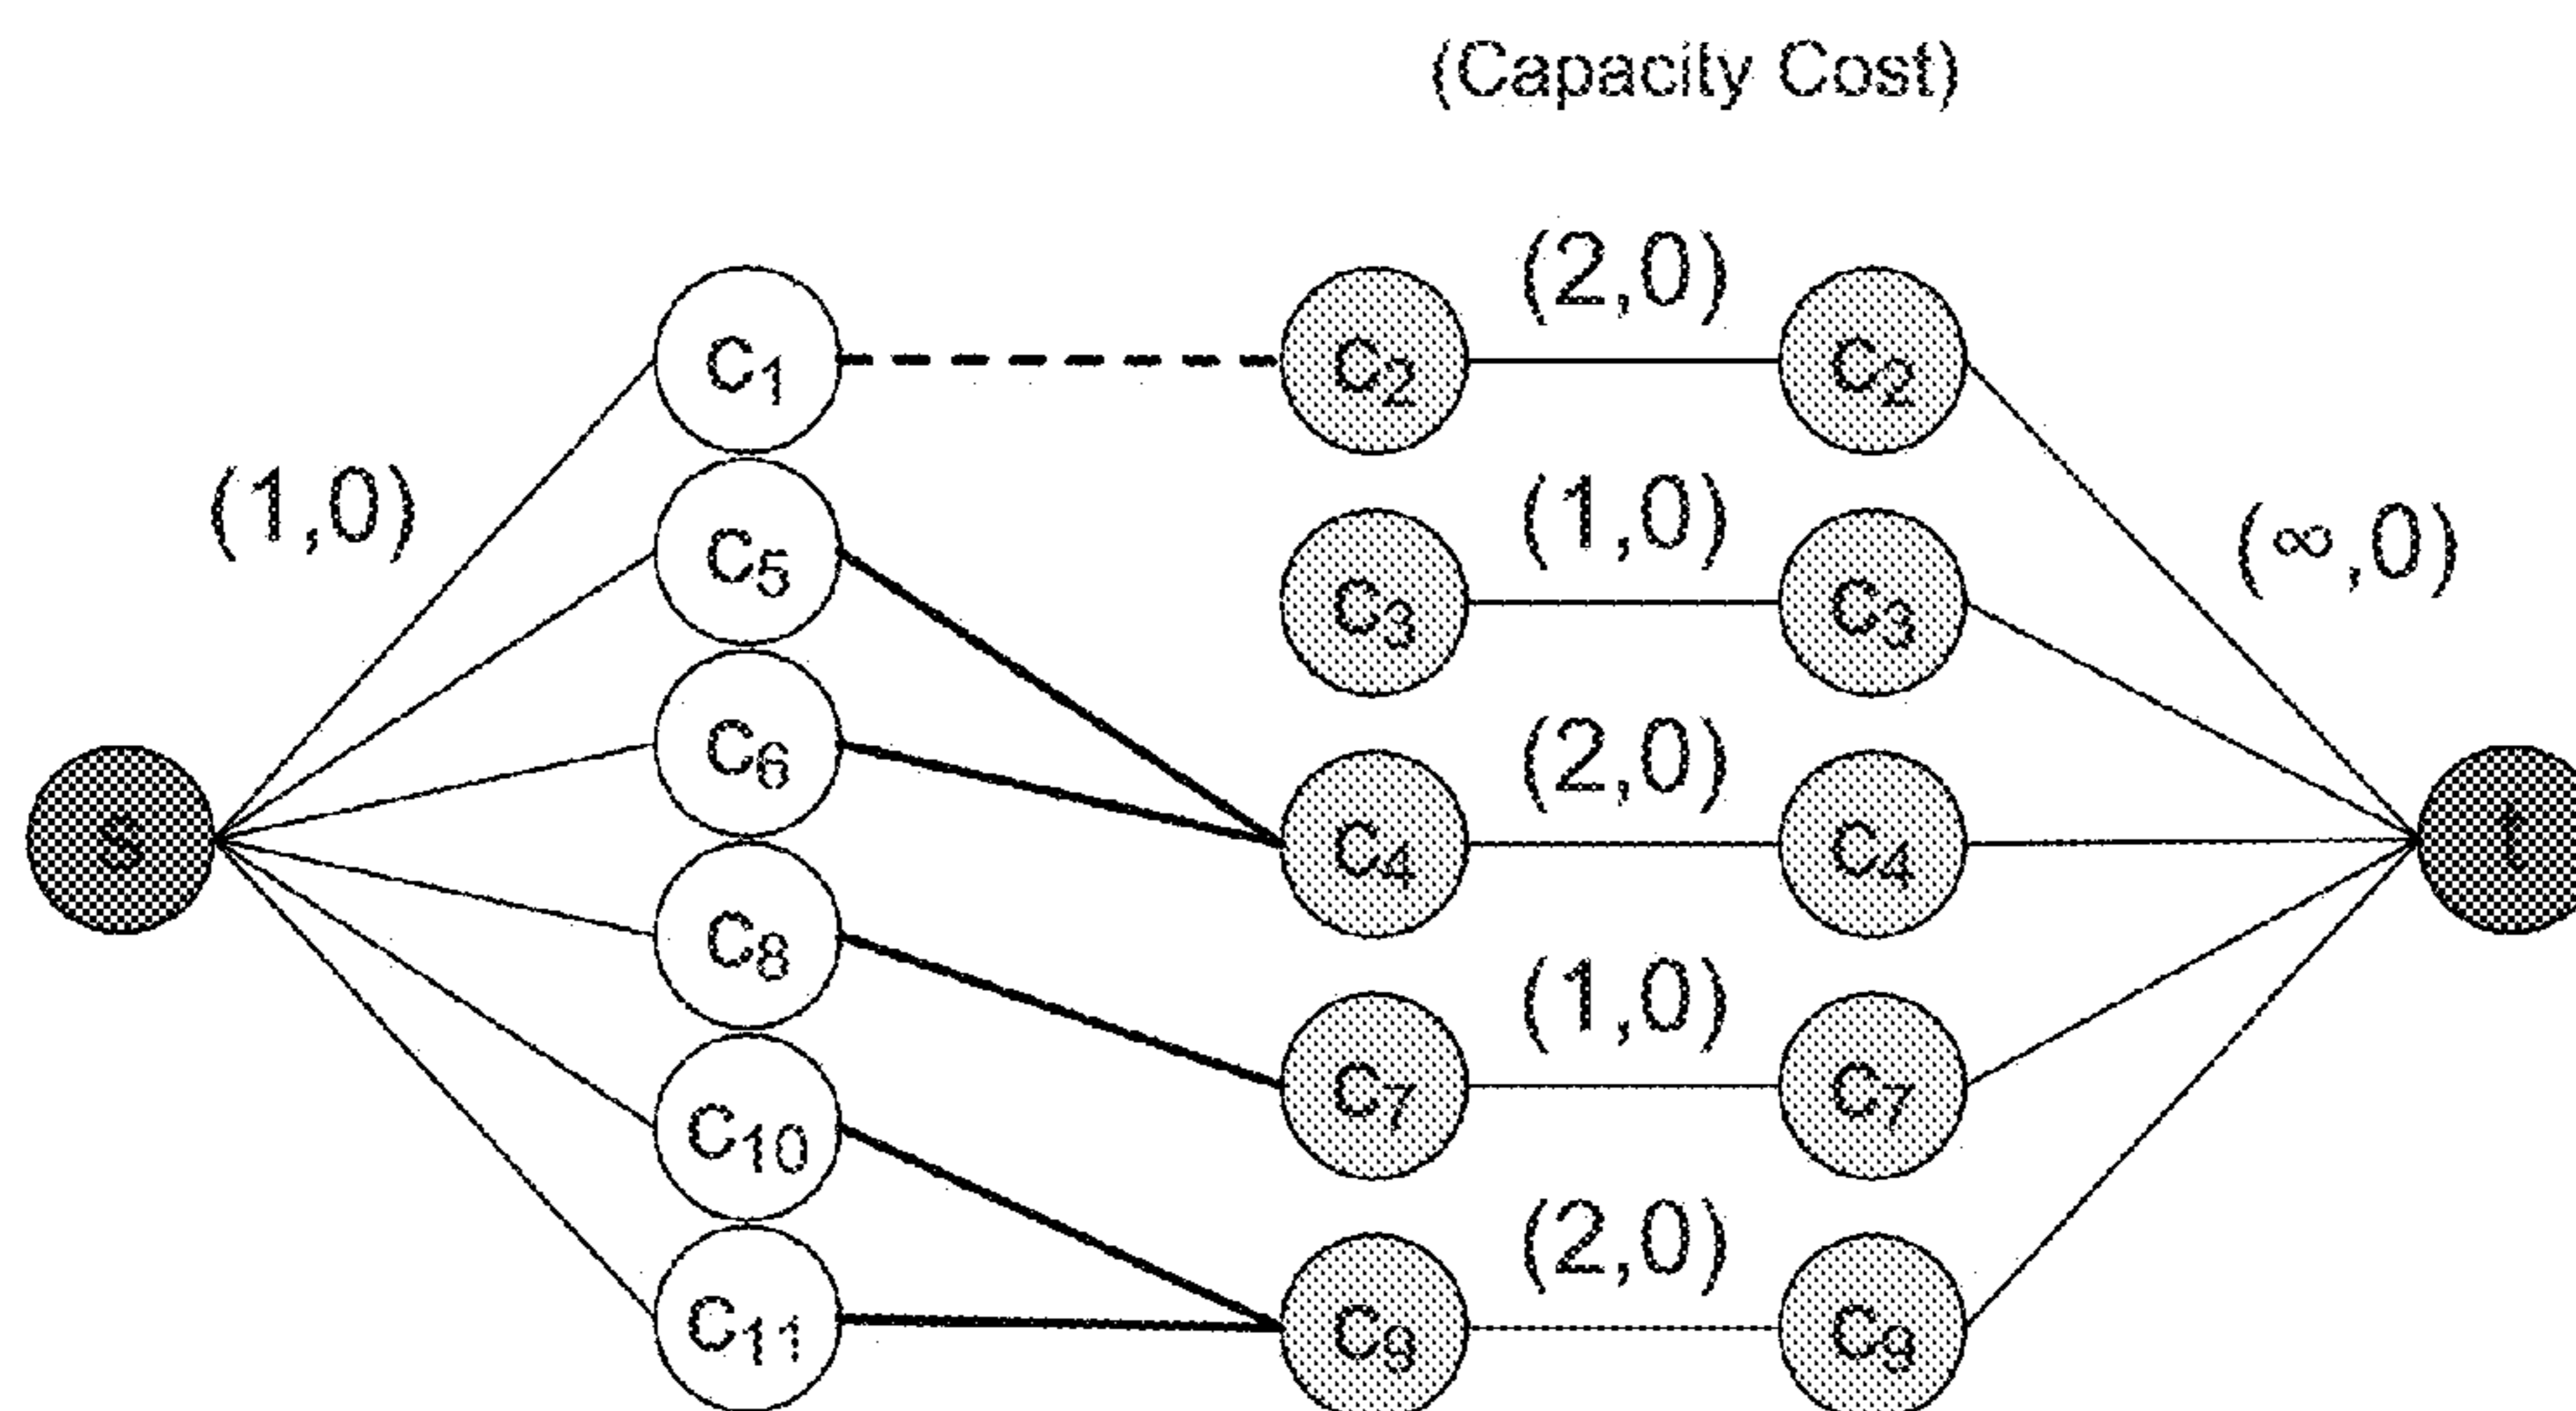 (Capacity Cost)
(2,0)
c1 c2 c2
(1,0) (1,0) (∞,0)
c5
c3 c3
(2,0)
c6
s c4 c4 t
c8
(1,0)
c7 c7
c10
(2,0)
c11 c9 c9